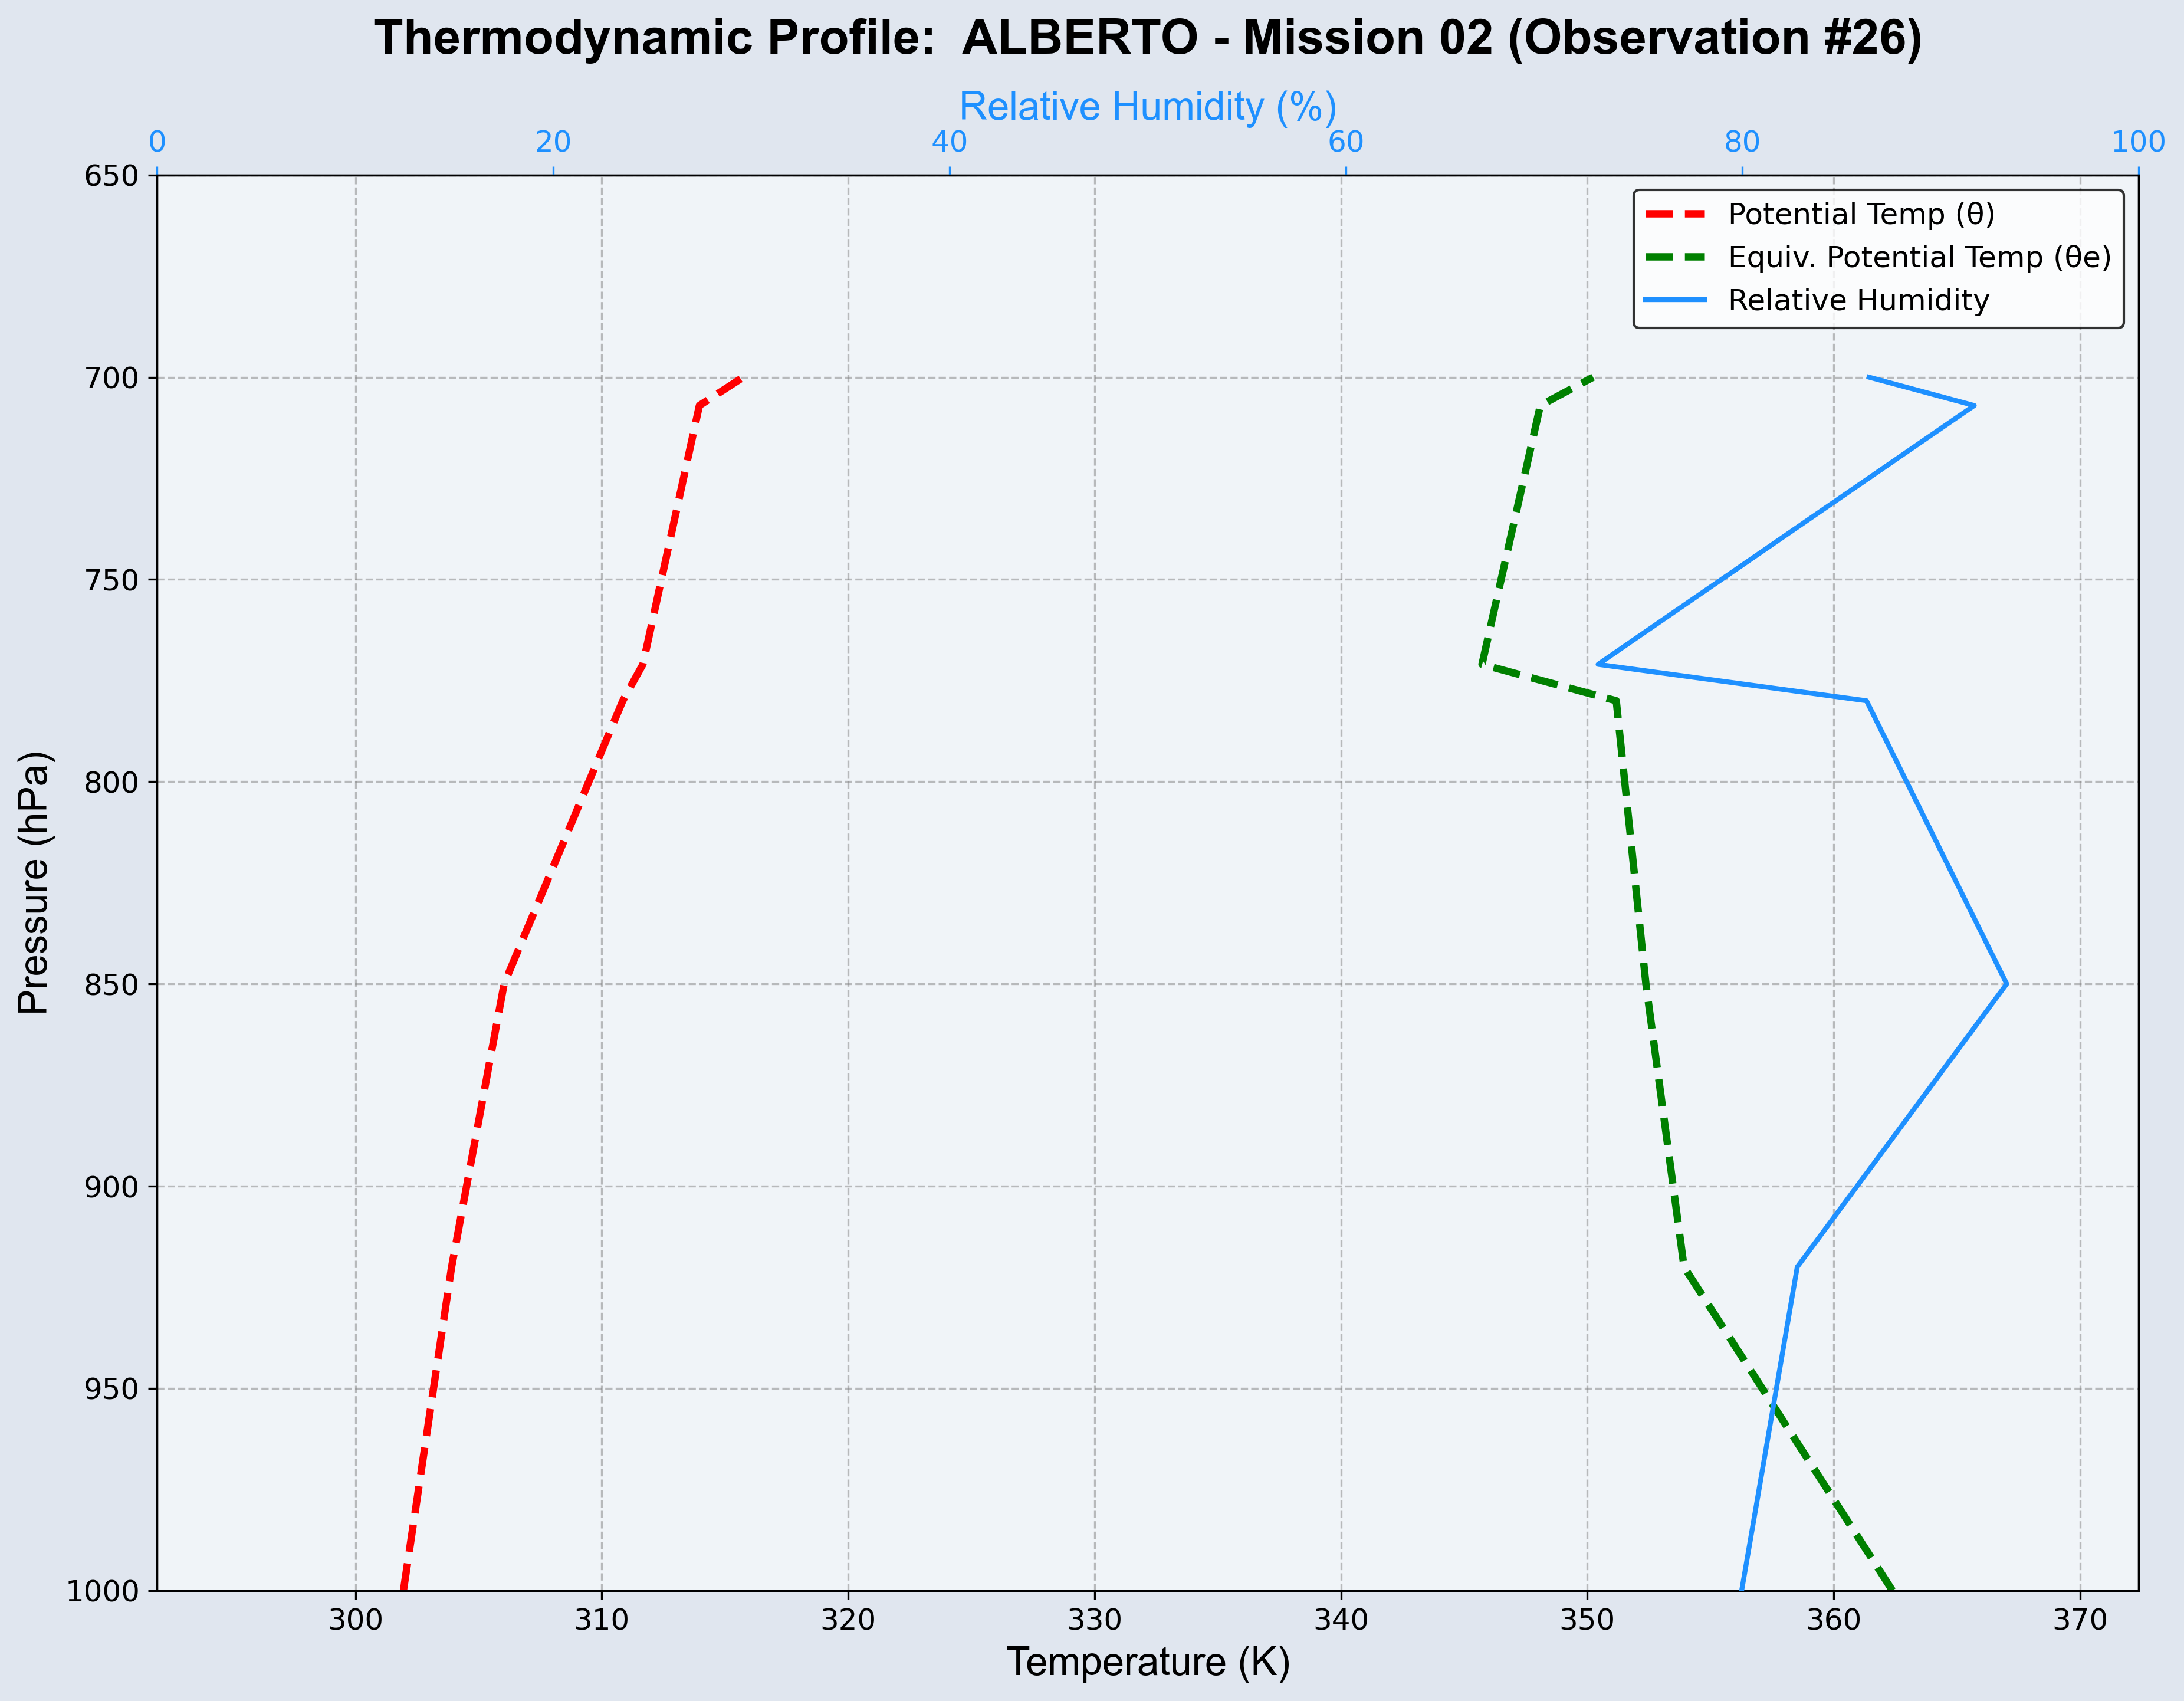 Thermodynamic Profile:  ALBERTO - Mission 02 (Observation #26)
Relative Humidity (%)
0 20 40 60 80 100
Potential Temp (θ)
Equiv. Potential Temp (θe)
Relative Humidity
650
700
750
800
850
900
950
1000
Pressure (hPa)
300 310 320 330 340 350 360 370
Temperature (K)